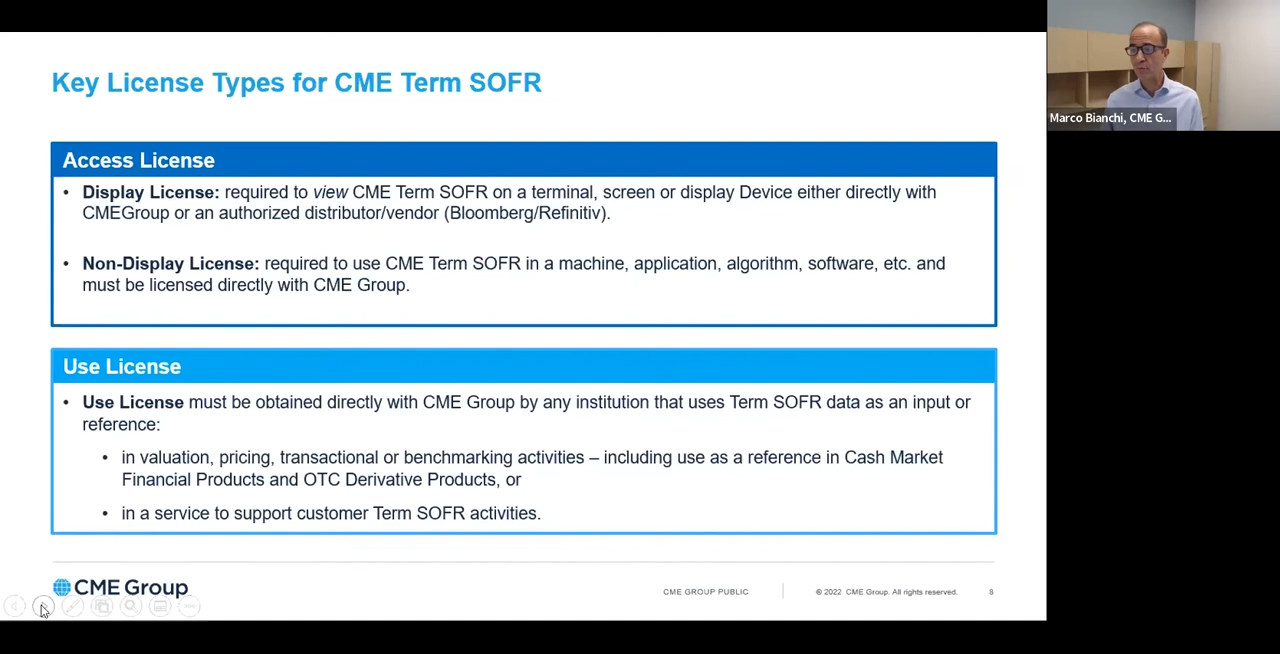 Key License Types for CME Term SOFR
Access License
• Display License: required to view CME Term SOFR on a terminal, screen or display Device either directly with
CMEGroup or an authorized distributor/vendor (Bloomberg/Refinitiv).
• Non-Display License: required to use CME Term SOFR in a machine, application, algorithm, software, etc. and
must be licensed directly with CME Group.
Use License
• Use License must be obtained directly with CME Group by any institution that uses Term SOFR data as an input or
reference:
• in valuation, pricing, transactional or benchmarking activities – including use as a reference in Cash Market
Financial Products and OTC Derivative Products, or
• in a service to support customer Term SOFR activities.
CME Group
CME GROUP PUBLIC
© 2022 CME Group. All rights reserved.
8
Marco Bianchi, CME G...